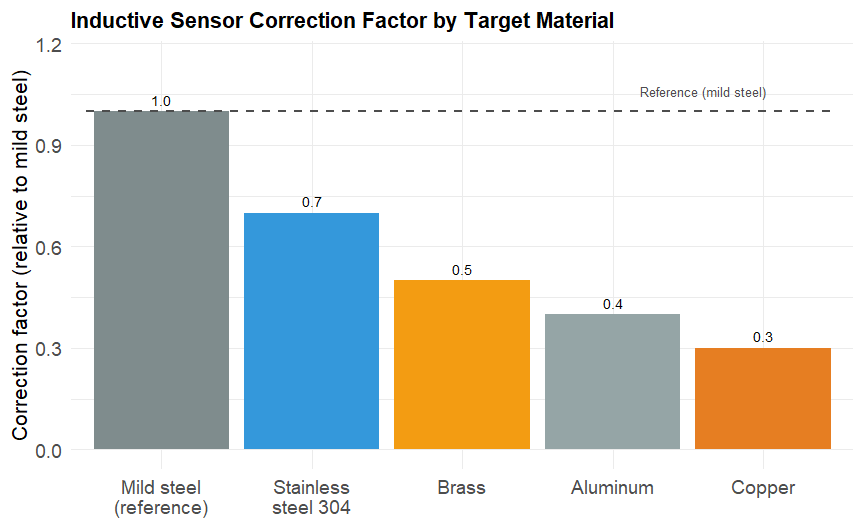 Inductive Sensor Correction Factor by Target Material
Correction factor (relative to mild steel)
1.2
0.9
0.6
0.3
0.0
Reference (mild steel)
1.0
0.7
0.5
0.4
0.3
Mild steel
(reference)
Stainless
steel 304
Brass
Aluminum
Copper